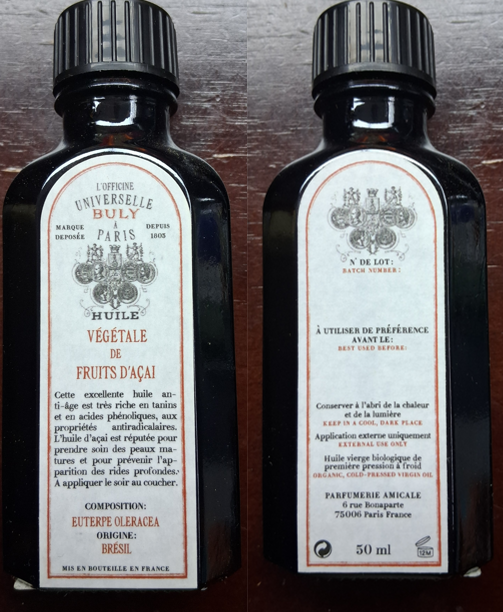 L'OFFICINE
UNIVERSELLE
BULY
À
PARIS
MARQUE
DEPOSÉE
DEPUIS
1803
HUILE
VÉGÉTALE
DE
FRUITS D'AÇAI
Cette excellente huile an-
ti-âge est très riche en tanins
et en acides phénoliques, aux
propriétés antiradicalaires.
L'huile d'açai est réputée pour
prendre soin des peaux ma-
tures et pour prévenir l'ap-
parition des rides profondes.
À appliquer le soir au coucher.
COMPOSITION:
EUTERPE OLERACEA
ORIGINE:
BRÉSIL
MIS EN BOUTEILLE EN FRANCE
N° DE LOT:
BATCH NUMBER:
À UTILISER DE PRÉFÉRENCE
AVANT LE:
BEST USED BEFORE:
Conserver à l'abri de la chaleur
et de la lumière
KEEP IN A COOL, DARK PLACE
Application externe uniquement
EXTERNAL USE ONLY
Huile vierge biologique de
première pression à froid
ORGANIC, COLD-PRESSED VIRGIN OIL
PARFUMERIE AMICALE
6 rue Bonaparte
75006 Paris France
50 ml
12M